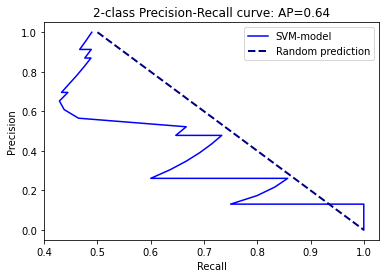 2-class Precision-Recall curve: AP=0.64
SVM-model
Random prediction
Precision
1.0
0.8
0.6
0.4
0.2
0.0
0.4 0.5 0.6 0.7 0.8 0.9 1.0
Recall